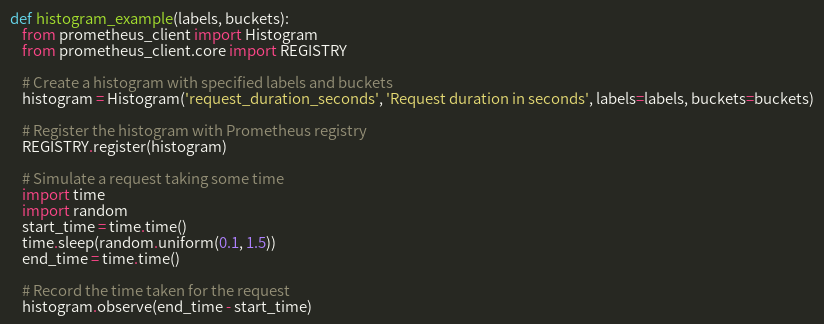 def histogram_example(labels, buckets):
from prometheus_client import Histogram
from prometheus_client.core import REGISTRY
# Create a histogram with specified labels and buckets
histogram = Histogram('request_duration_seconds', 'Request duration in seconds', labels=labels, buckets=buckets)
# Register the histogram with Prometheus registry
REGISTRY.register(histogram)
# Simulate a request taking some time
import time
import random
start_time = time.time()
time.sleep(random.uniform(0.1, 1.5))
end_time = time.time()
# Record the time taken for the request
histogram.observe(end_time - start_time)